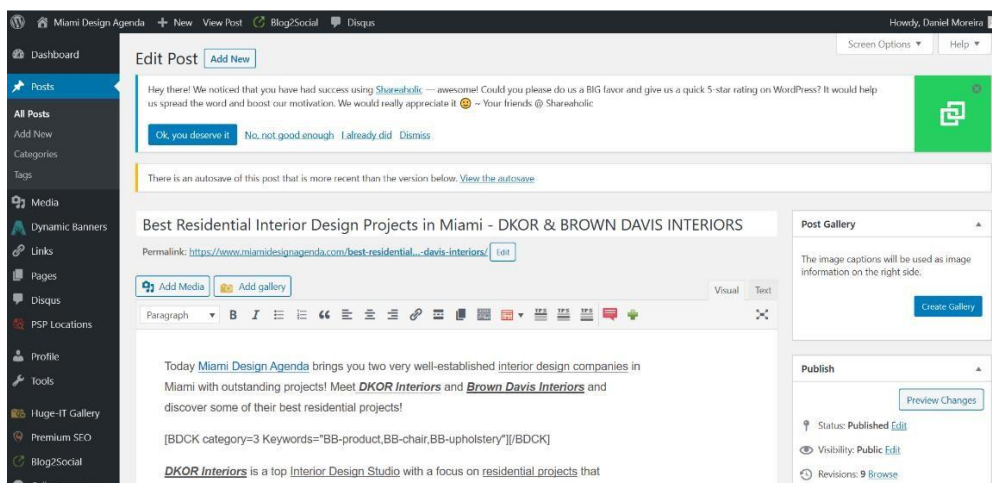 Miami Design Agenda + New View Post Blog2Social Disqus Howdy, Daniel Moreira
Screen Options ▼ Help ▼
Dashboard
Posts
All Posts
Add New
Categories
Tags
Media
Dynamic Banners
Links
Pages
Disqus
PSP Locations
Profile
Tools
Huge-IT Gallery
Premium SEO
Blog2Social
Edit Post Add New
Hey there! We noticed that you have had success using Shareaholic — awesome! Could you please do us a BIG favor and give us a quick 5-star rating on WordPress? It would help
us spread the word and boost our motivation. We would really appreciate it 🙂 ~ Your friends @ Shareaholic
Ok, you deserve it No, not good enough I already did Dismiss
There is an autosave of this post that is more recent than the version below. View the autosave
Best Residential Interior Design Projects in Miami - DKOR & BROWN DAVIS INTERIORS
Permalink: https://www.miamidesignagenda.com/best-residential...-davis-interiors/ Edit
Add Media Add gallery Visual Text
Paragraph ▼ B I
Today Miami Design Agenda brings you two very well-established interior design companies in
Miami with outstanding projects! Meet DKOR Interiors and Brown Davis Interiors and
discover some of their best residential projects!
[BDCK category=3 Keywords="BB-product,BB-chair,BB-upholstery"][/BDCK]
DKOR Interiors is a top Interior Design Studio with a focus on residential projects that
Post Gallery
The image captions will be used as image
information on the right side.
Create Gallery
Publish
Preview Changes
Status: Published Edit
Visibility: Public Edit
Revisions: 9 Browse